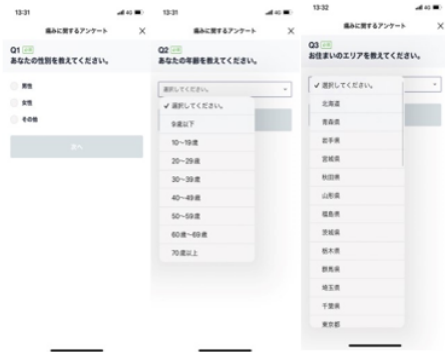 13:31
4G
痛みに関するアンケート
Q1 必須
あなたの性別を教えてください。
男性
女性
その他
次へ
13:31
4G
痛みに関するアンケート
Q2 必須
あなたの年齢を教えてください。
選択してください。
✓ 選択してください。
9歳以下
10〜19歳
20〜29歳
30〜39歳
40〜49歳
50〜59歳
60歳〜69歳
70歳以上
13:32
4G
痛みに関するアンケート
Q3 必須
お住まいのエリアを教えてください。
✓ 選択してください。
北海道
青森県
岩手県
宮城県
秋田県
山形県
福島県
茨城県
栃木県
群馬県
埼玉県
千葉県
東京都